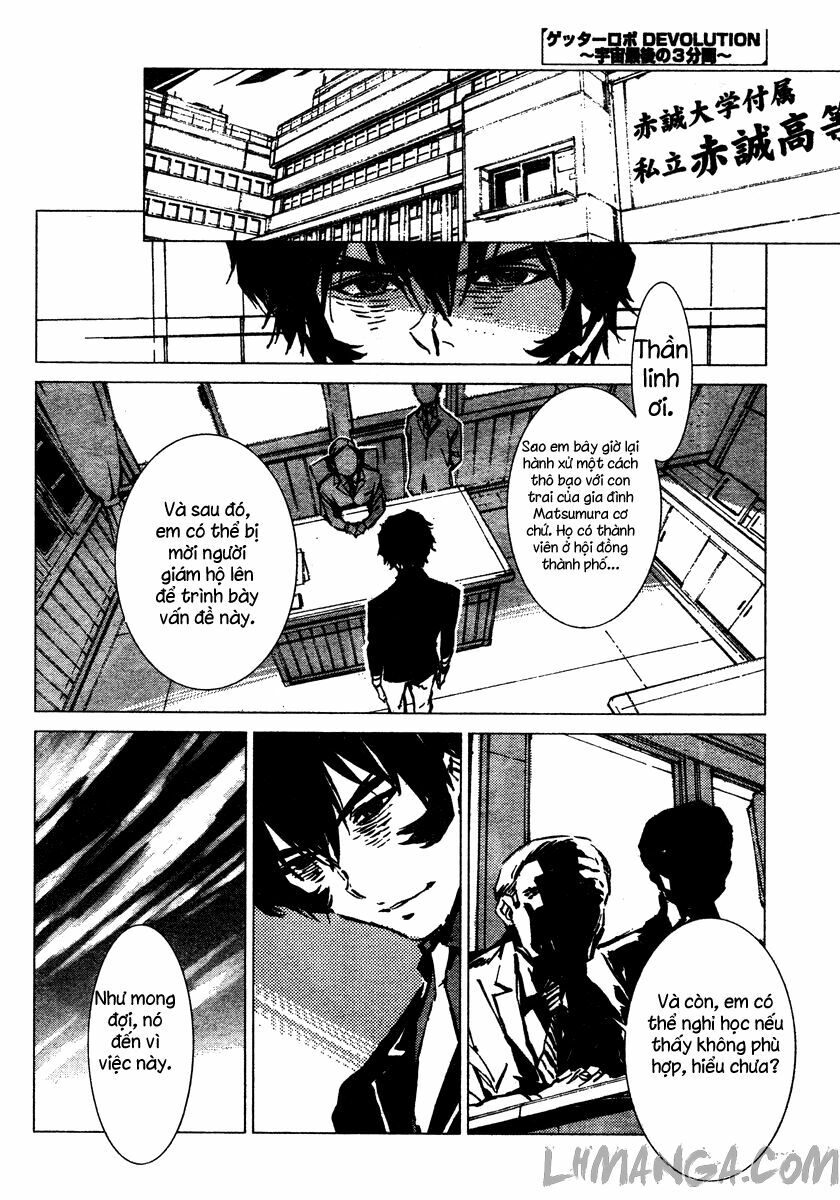 ゲッターロボ DEVOLUTION
～宇宙最後の3分間～
赤誠大学付属
私立赤誠高等
Thần
linh
ơi.
Sao em bây giờ lại
hành xử một cách
thô bạo với con
trai của gia đình
Matsumura cơ
chứ. Họ có thành
viên ở hội đồng
thành phố...
Và sau đó,
em có thể bị
mời người
giám hộ lên
để trình bày
vấn đề này.
Và còn, em có
thể nghỉ học nếu
thấy không phù
hợp, hiểu chưa?
Như mong
đợi, nó
đến vì
việc này.
LHMANGA.COM